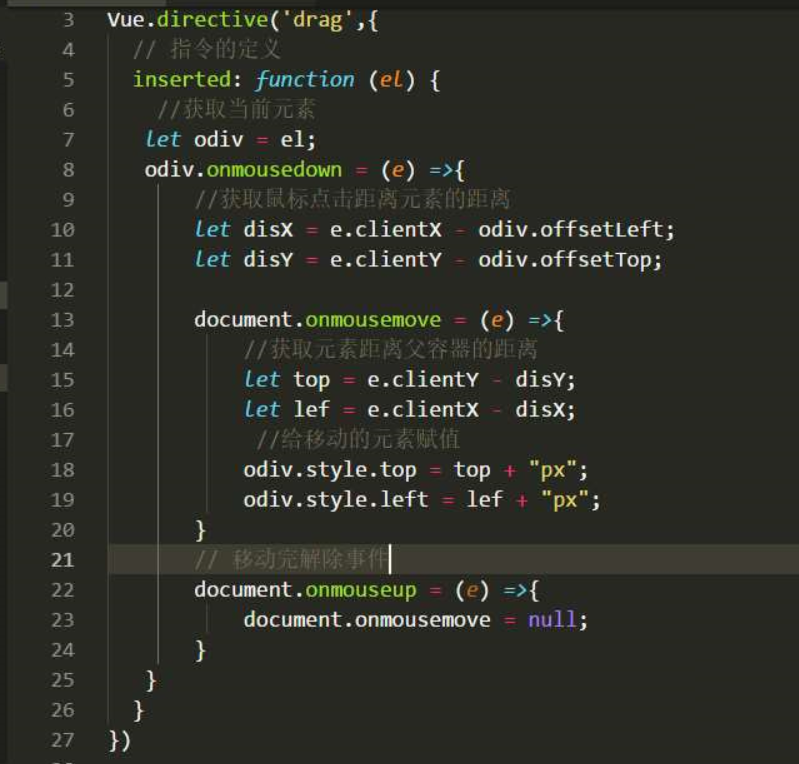 3 Vue.directive('drag',{
4 // 指令的定义
5 inserted: function (el) {
6 //获取当前元素
7 let odiv = el;
8 odiv.onmousedown = (e) =>{
9 //获取鼠标点击距离元素的距离
10 let disX = e.clientX - odiv.offsetLeft;
11 let disY = e.clientY - odiv.offsetTop;
12
13 document.onmousemove = (e) =>{
14 //获取元素距离父容器的距离
15 let top = e.clientY - disY;
16 let lef = e.clientX - disX;
17 //给移动的元素赋值
18 odiv.style.top = top + "px";
19 odiv.style.left = lef + "px";
20 }
21 // 移动完解除事件
22 document.onmouseup = (e) =>{
23 document.onmousemove = null;
24 }
25 }
26 }
27 })